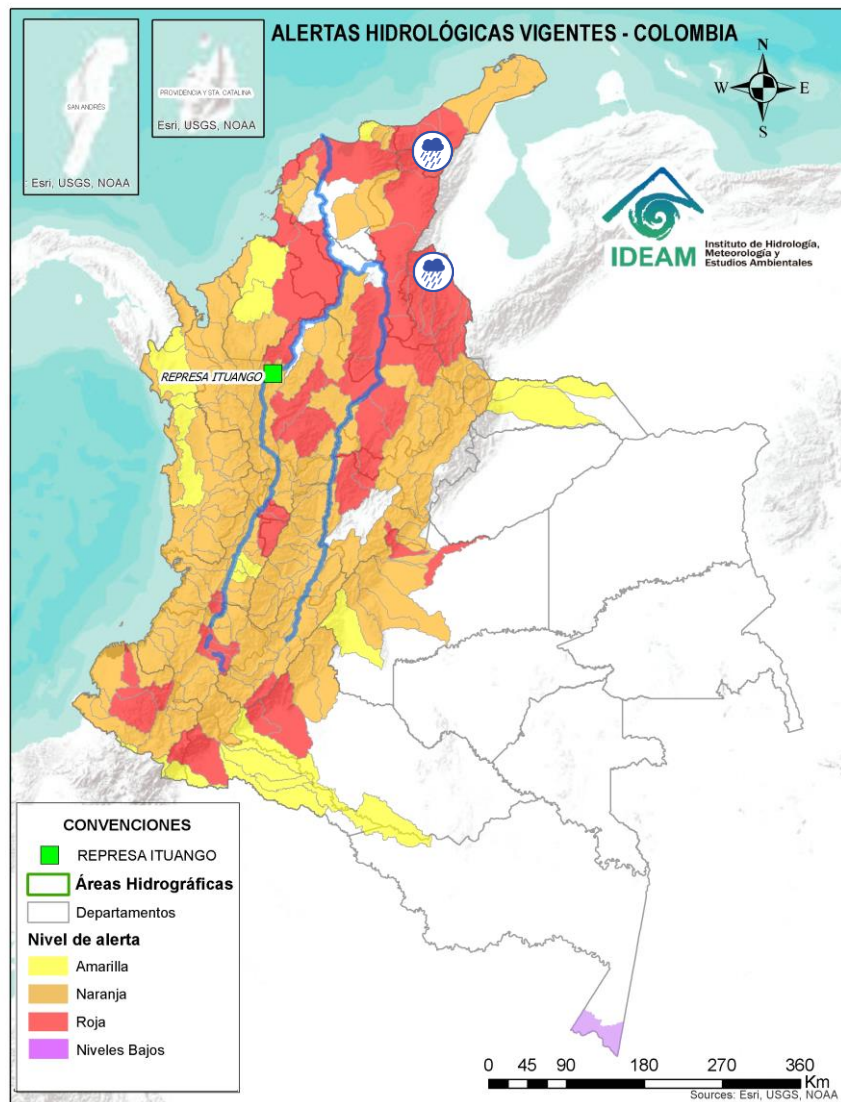 ALERTAS HIDROLÓGICAS VIGENTES - COLOMBIA
SAN ANDRÉS
Esri, USGS, NOAA
PROVIDENCIA Y STA. CATALINA
Esri, USGS, NOAA
N
W E
S
IDEAM
Instituto de Hidrología,
Meteorología y
Estudios Ambientales
REPRESA ITUANGO
CONVENCIONES
REPRESA ITUANGO
Áreas Hidrográficas
Departamentos
Nivel de alerta
Amarilla
Naranja
Roja
Niveles Bajos
0 45 90 180 270 360
Km
Sources: Esri, USGS, NOAA